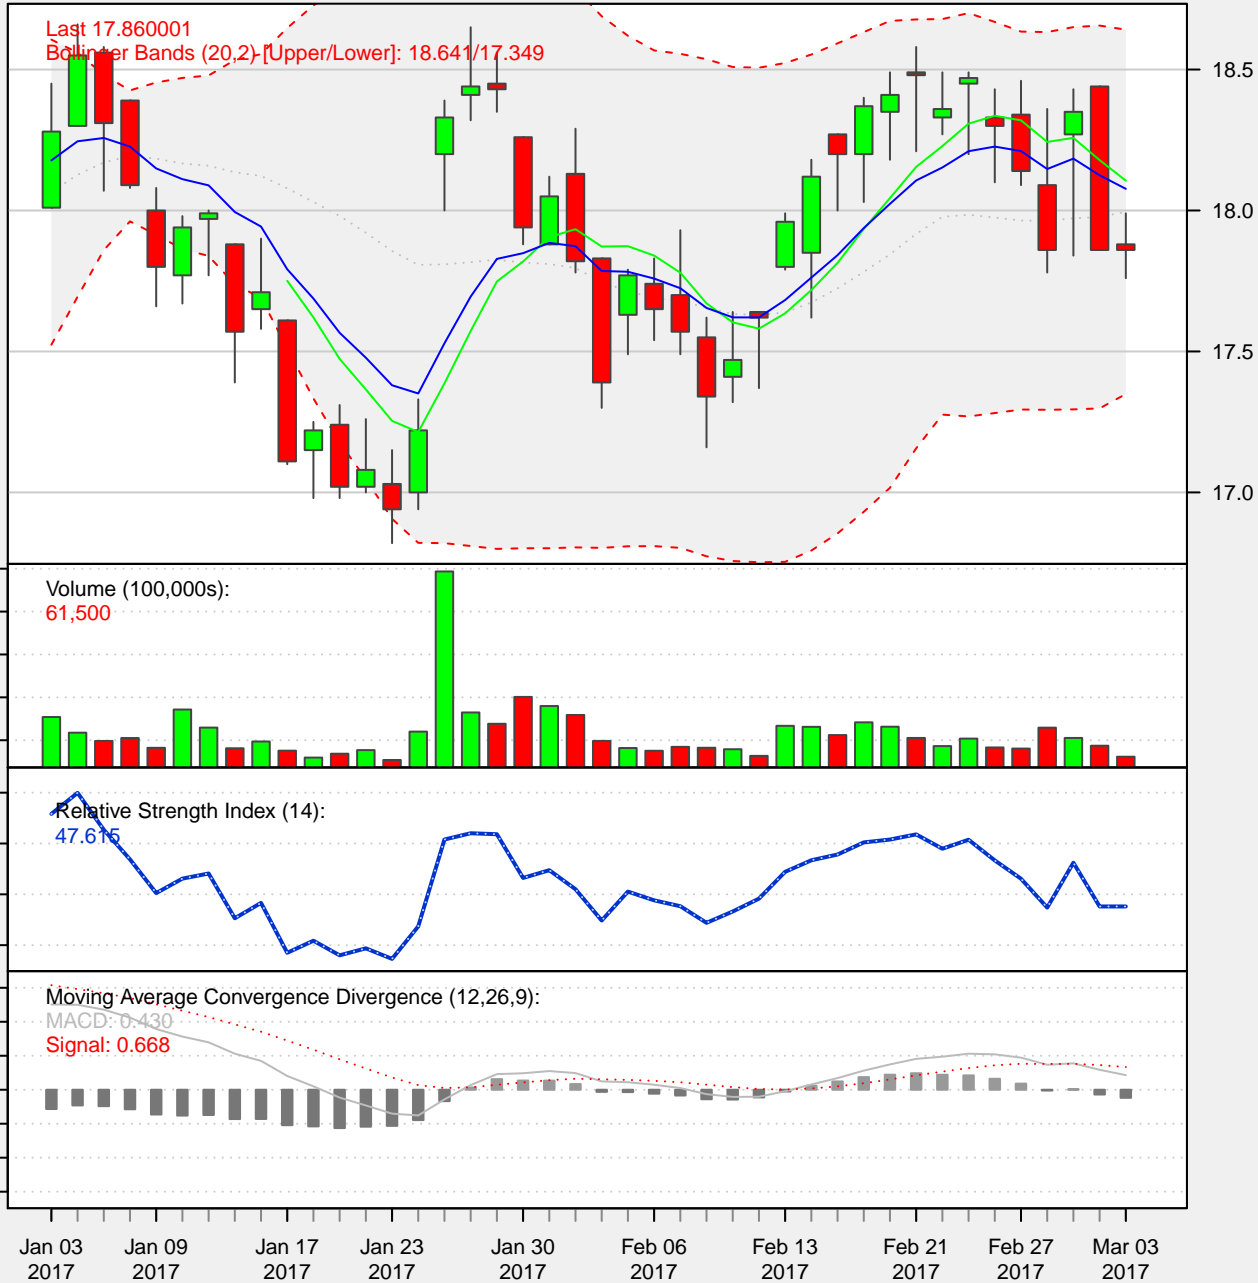 Last 17.860001
Bollinger Bands (20,2) [Upper/Lower]: 18.641/17.349
18.5
18.0
17.5
17.0
Volume (100,000s):
61,500
Relative Strength Index (14):
47.615
Moving Average Convergence Divergence (12,26,9):
MACD: 0.430
Signal: 0.668
Jan 03 Jan 09 Jan 17 Jan 23 Jan 30 Feb 06 Feb 13 Feb 21 Feb 27 Mar 03
2017 2017 2017 2017 2017 2017 2017 2017 2017 2017